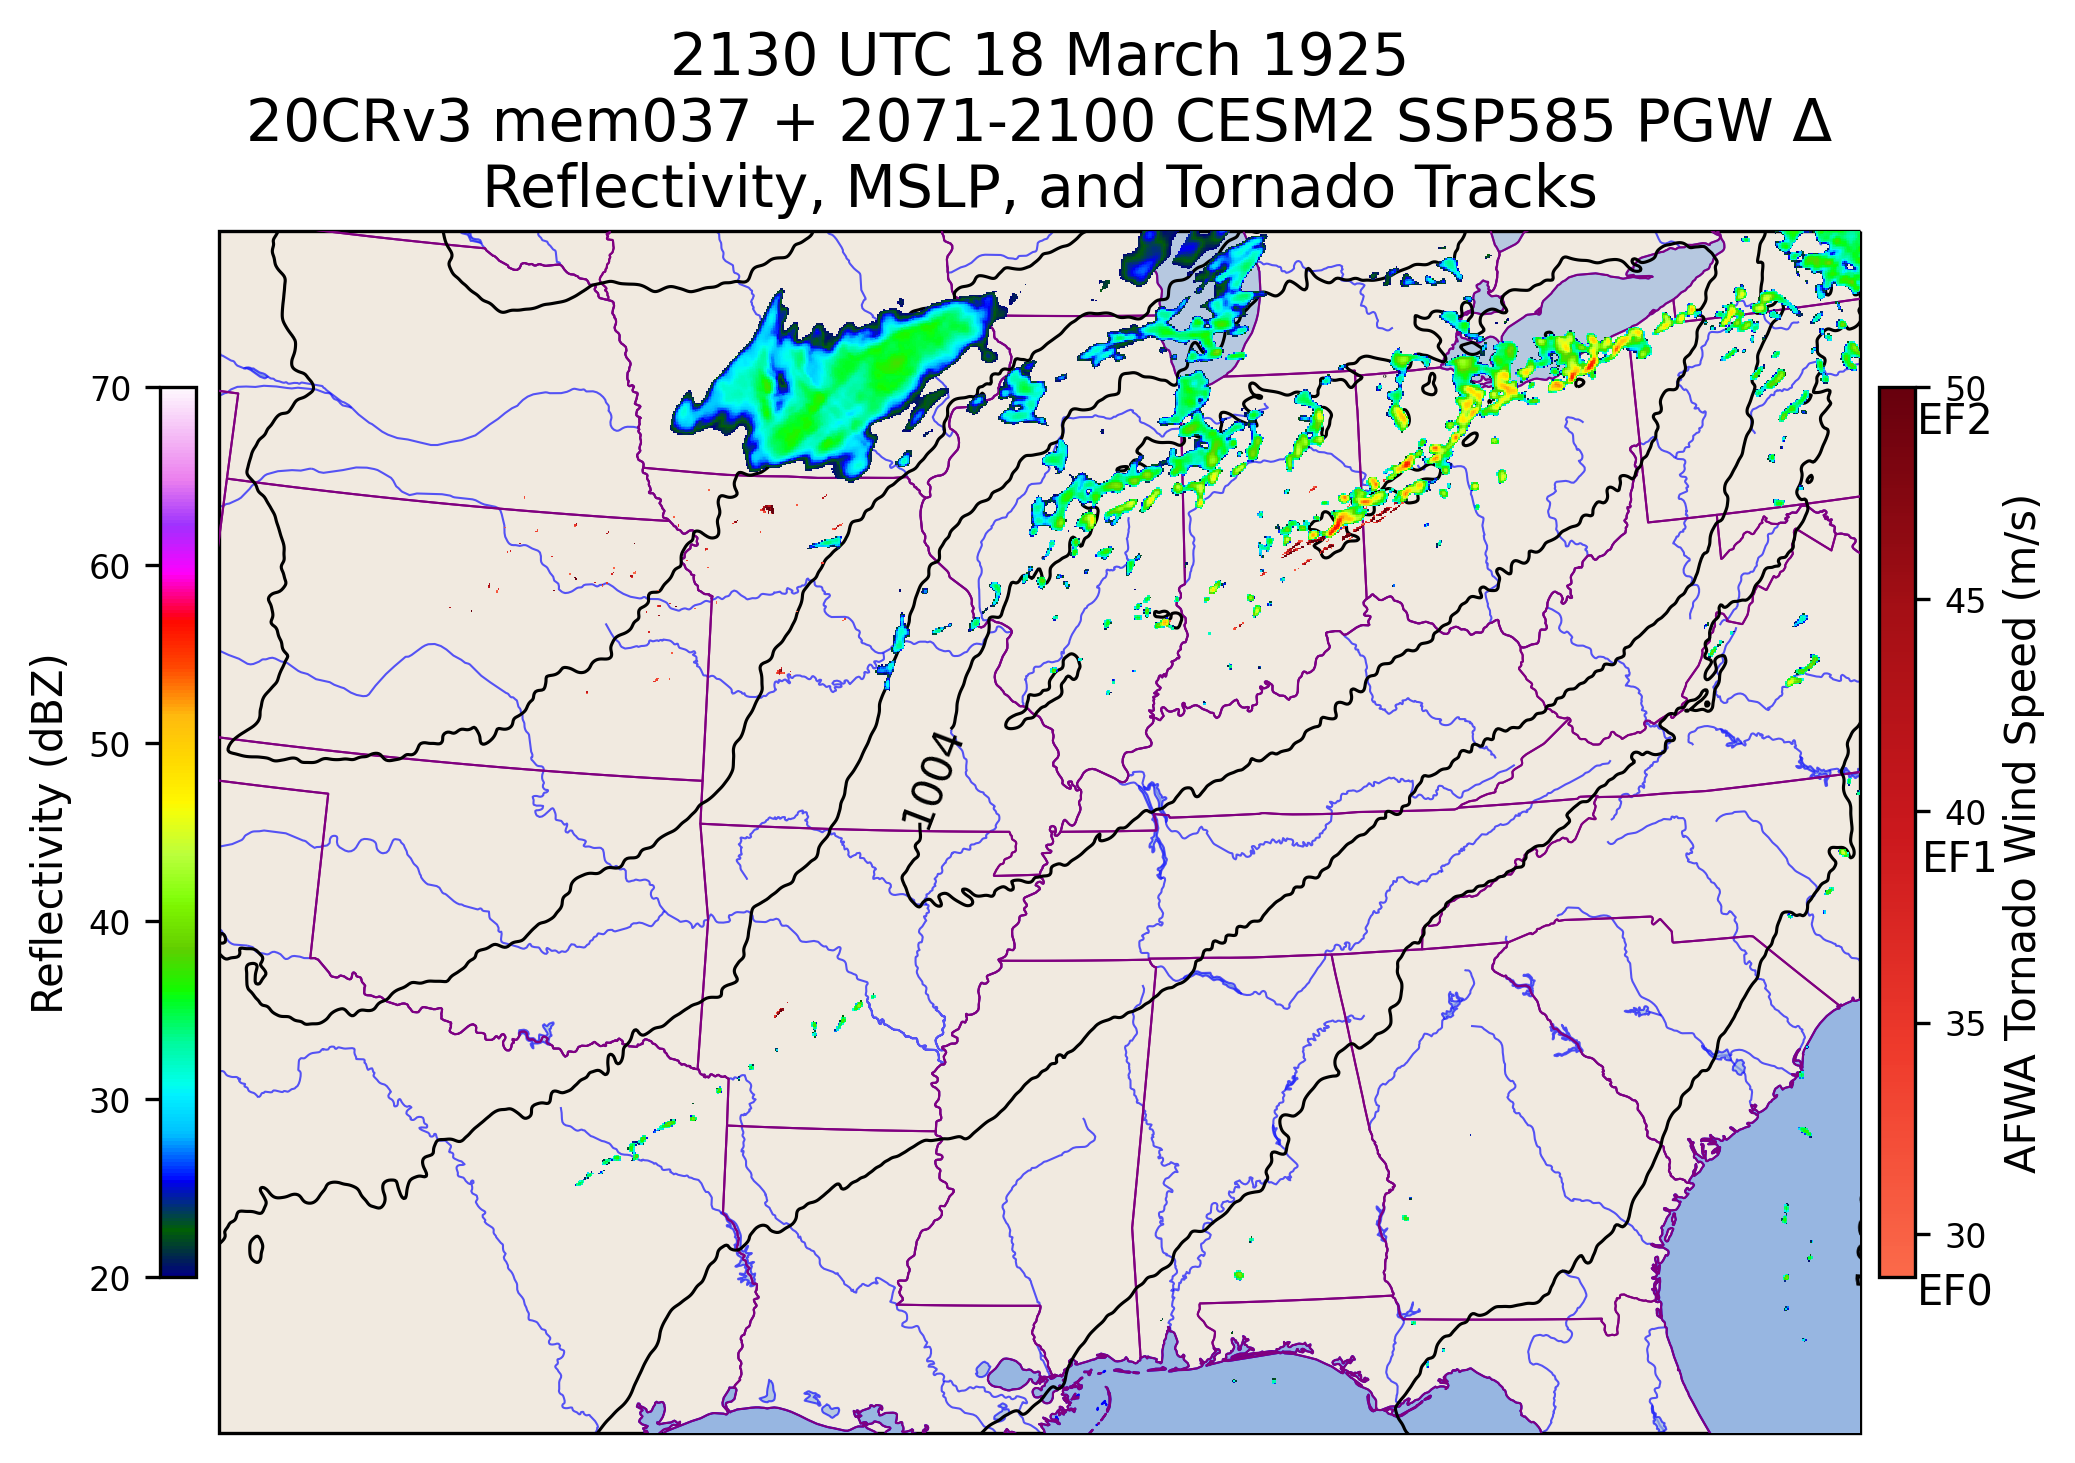 2130 UTC 18 March 1925
20CRv3 mem037 + 2071-2100 CESM2 SSP585 PGW Δ
Reflectivity, MSLP, and Tornado Tracks
70
60
50
40
30
20
Reflectivity (dBZ)
1004
50
EF2
45
40
EF1
35
30
EF0
AFWA Tornado Wind Speed (m/s)